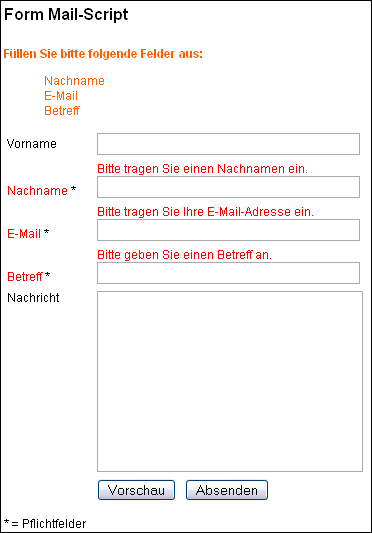 Form Mail-Script
Füllen Sie bitte folgende Felder aus:
Nachname
E-Mail
Betreff
Vorname
Bitte tragen Sie einen Nachnamen ein.
Nachname *
Bitte tragen Sie Ihre E-Mail-Adresse ein.
E-Mail *
Bitte geben Sie einen Betreff an.
Betreff *
Nachricht
Vorschau Absenden
* = Pflichtfelder